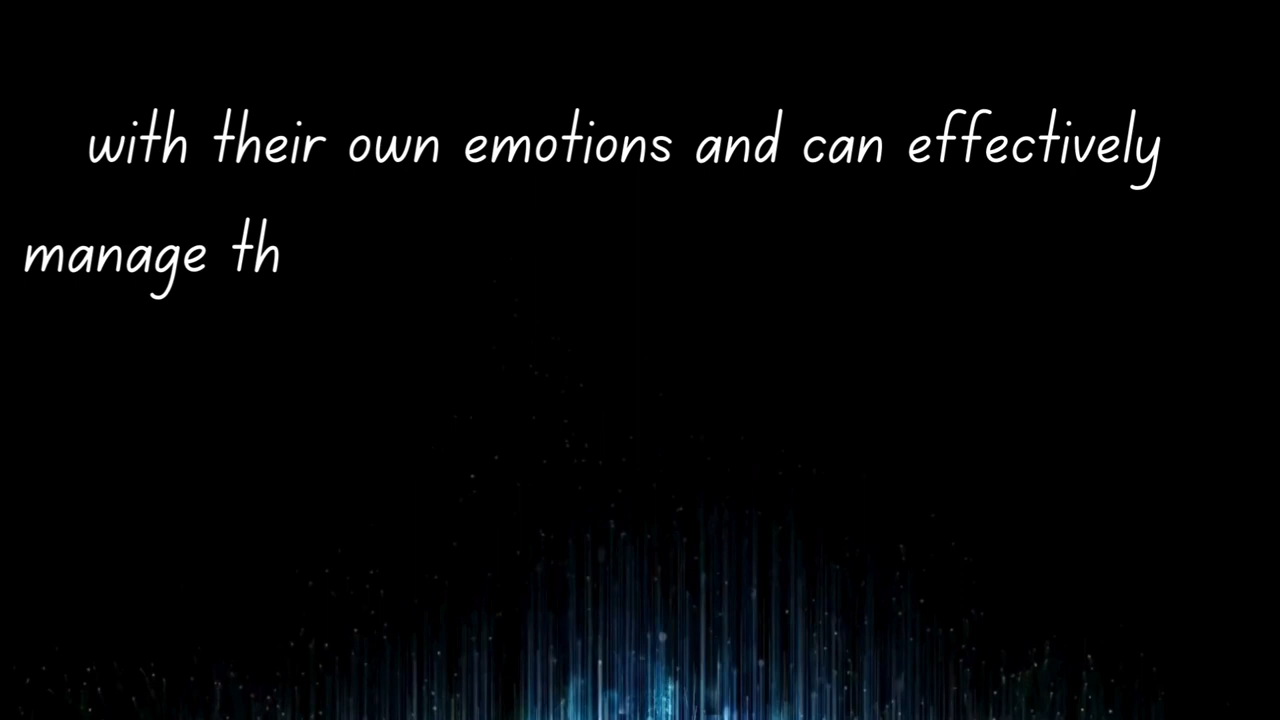 with their own emotions and can effectively
manage th